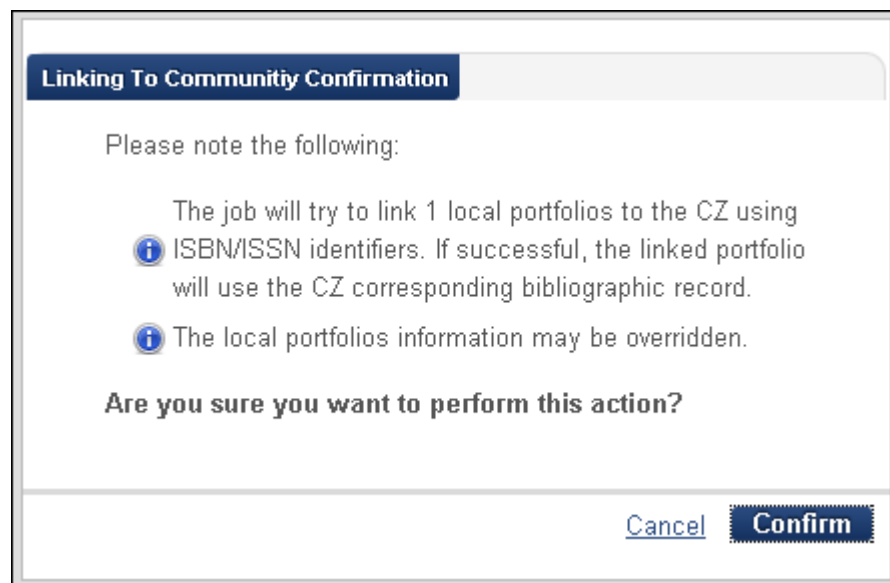 Linking To Communitiy Confirmation
Please note the following:
The job will try to link 1 local portfolios to the CZ using
ISBN/ISSN identifiers. If successful, the linked portfolio
will use the CZ corresponding bibliographic record.
The local portfolios information may be overridden.
Are you sure you want to perform this action?
Cancel Confirm